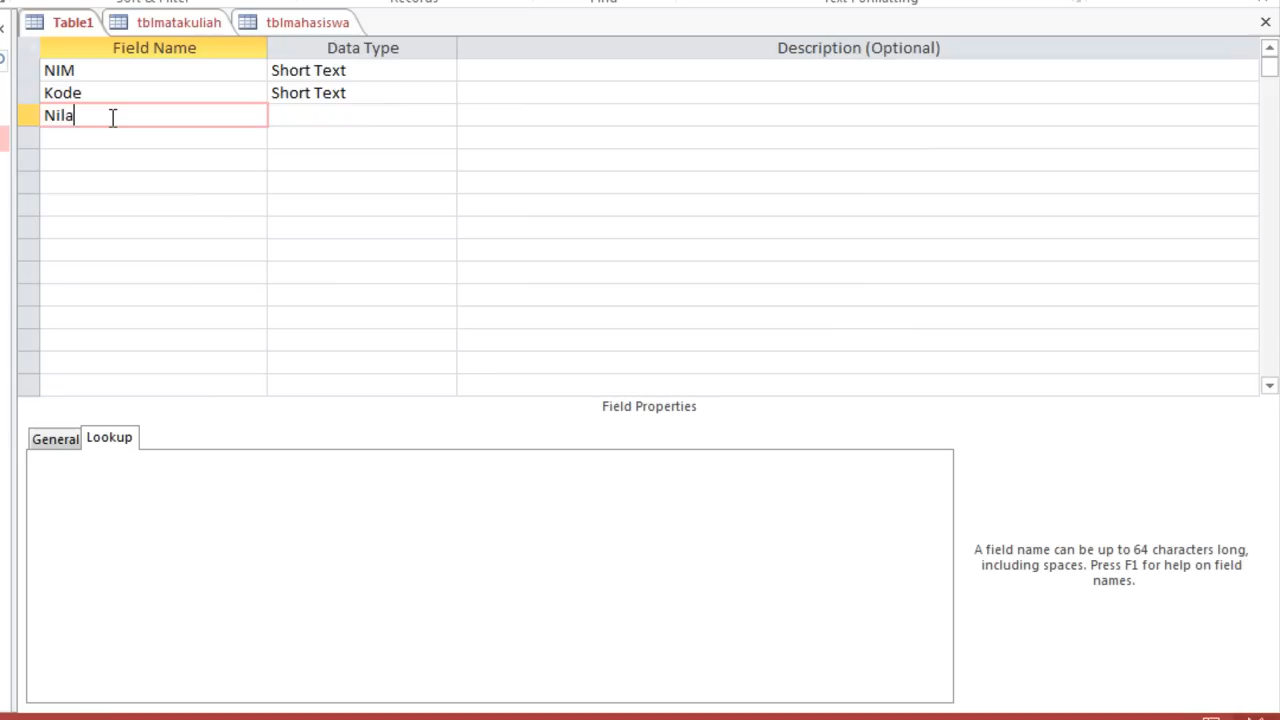 Table1 tblmatakuliah tblmahasiswa
Field Name Data Type Description (Optional)
NIM Short Text
Kode Short Text
Nila
Field Properties
General Lookup
A field name can be up to 64 characters long,
including spaces. Press F1 for help on field
names.